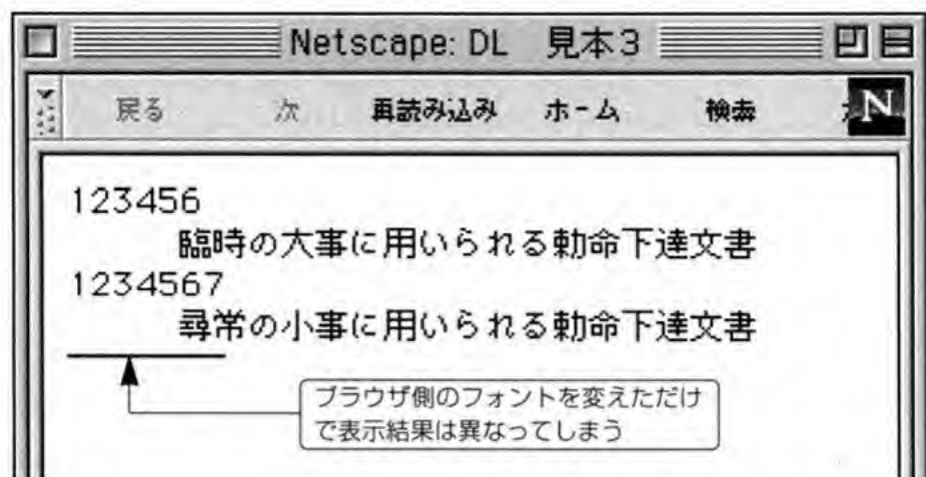 Netscape: DL 見本3
戻る 次 再読み込み ホーム 検索
N
123456
臨時の大事に用いられる勅命下達文書
1234567
尋常の小事に用いられる勅命下達文書
ブラウザ側のフォントを変えただけ
で表示結果は異なってしまう